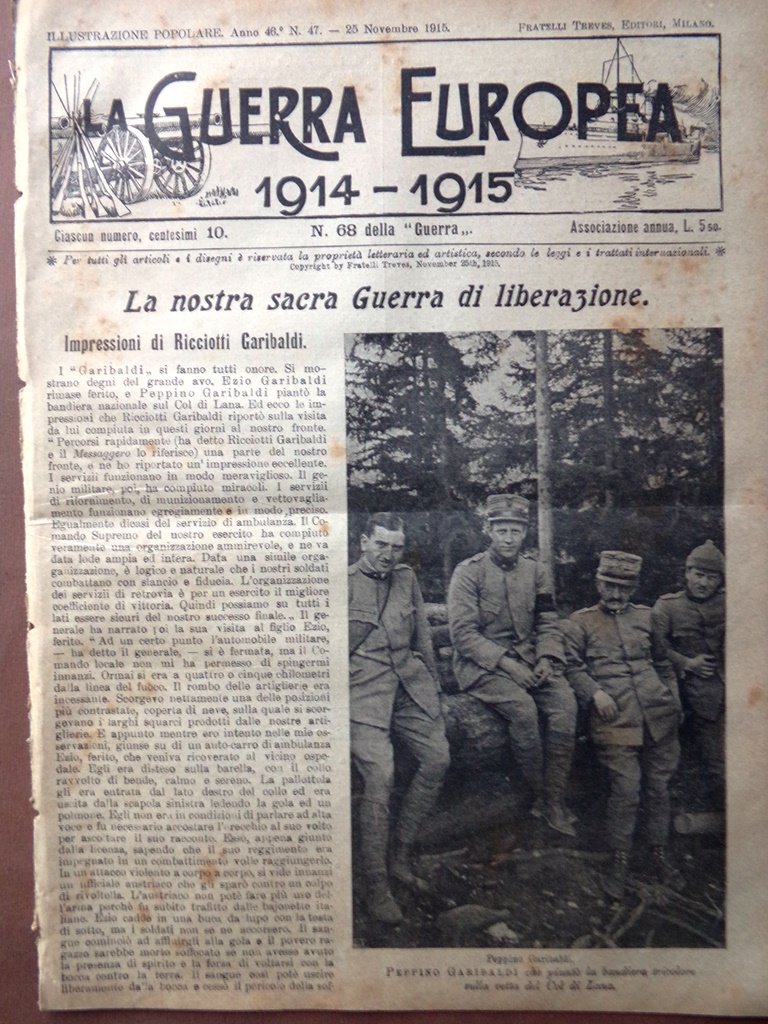 ILLUSTRAZIONE POPOLARE. Anno 46.º N. 47. — 25 Novembre 1915. FRATELLI TREVES, EDITORI, MILANO.
LA GUERRA EUROPEA
1914-1915
Ciascun numero, centesimi 10. N. 68 della "Guerra„. Associazione annua, L. 5 50.
* Per tutti gli articoli e i disegni è riservata la proprietà letteraria ed artistica, secondo le leggi e i trattati internazionali. *
Copyright by Fratelli Treves, November 25th, 1915.
La nostra sacra Guerra di liberazione.
Impressioni di Ricciotti Garibaldi.
I "Garibaldi„ si fanno tutti onore. Si mo-
strano degni del grande avo. Ezio Garibaldi
rimase ferito, e Peppino Garibaldi piantò la
bandiera nazionale sul Col di Lana. Ed ecco le im-
pressioni che Ricciotti Garibaldi riportò sulla visita
da lui compiuta in questi giorni al nostro fronte.
"Percorsi rapidamente (ha detto Ricciotti Garibaldi
e il Messaggero lo riferisce) una parte del nostro
fronte, e ne ho riportato un' impressione eccellente.
I servizii funzionano in modo meraviglioso. Il ge-
nio militare, poi, ha compiuto miracoli. I servizii
di rifornimento, di munizionamento e vettovaglia-
mento funzionano egregiamente e in modo preciso.
Egualmente dicasi del servizio di ambulanza. Il Co-
mando Supremo del nostro esercito ha compiuto
veramente una organizzazione ammirevole, e ne va
data lode ampia ed intera. Data una simile orga-
ganizzazione, è logico e naturale che i nostri soldati
combattano con slancio e fiducia. L'organizzazione
dei servizii di retrovia è per un esercito il migliore
coefficiente di vittoria. Quindi possiamo su tutti i
lati essere sicuri del nostro successo finale.„ Il ge-
nerale ha narrato poi la sua visita al figlio Ezio,
ferito. "Ad un certo punto l'automobile militare,
— ha detto il generale, — si è fermata, ma il Co-
mando locale non mi ha permesso di spingermi
innanzi. Ormai si era a quattro o cinque chilometri
dalla linea del fuoco. Il rombo delle artiglierie era
incessante. Scorgevo nettamente una delle posizioni
più contrastate, coperta di neve, sulla quale si scor-
gevano i larghi squarci prodotti dalle nostre arti-
glierie. E appunto mentre ero intento nelle mie os-
servazioni, giunse su di un auto-carro di ambulanza
Ezio, ferito, che veniva ricoverato al vicino ospe-
dale. Egli era disteso sulla barella, con il collo
ravvolto di bende, calmo e sereno. La pallottola
gli era entrata dal lato destro del collo ed era
uscita dalla scapola sinistra ledendo la gola ed un
polmone. Egli non era in condizioni di parlare ad alta
voce e fu necessario accostare l'orecchio al suo volto
per ascoltare il suo racconto. Esso, appena giunto
dalla licenza, sapendo che il suo reggimento era
impegnato in un combattimento volle raggiungerlo.
In un attacco violento a corpo a corpo, si vide innanzi
un ufficiale austriaco che gli sparò contro un colpo
di rivoltella. L'austriaco non potè fare più uso del-
l'arma perchè fu subito trafitto dalle bajonette ita-
liane. Ezio cadde in una buca da lupo con la testa
di sotto, ma i soldati non se ne accorsero. Il san-
gue cominciò ad affluirgli alla gola e il povero ra-
gazzo sarebbe morto soffocato se non avesse avuto
la presenza di spirito e la forza di voltarsi con la
bocca contro la terra. Il sangue così potè uscire
liberamente dalla bocca e cessò il pericolo della sof-
Peppino Garibaldi.
PEPPINO GARIBALDI che piantò la bandiera tricolore
sulla vetta del Col di Lana.